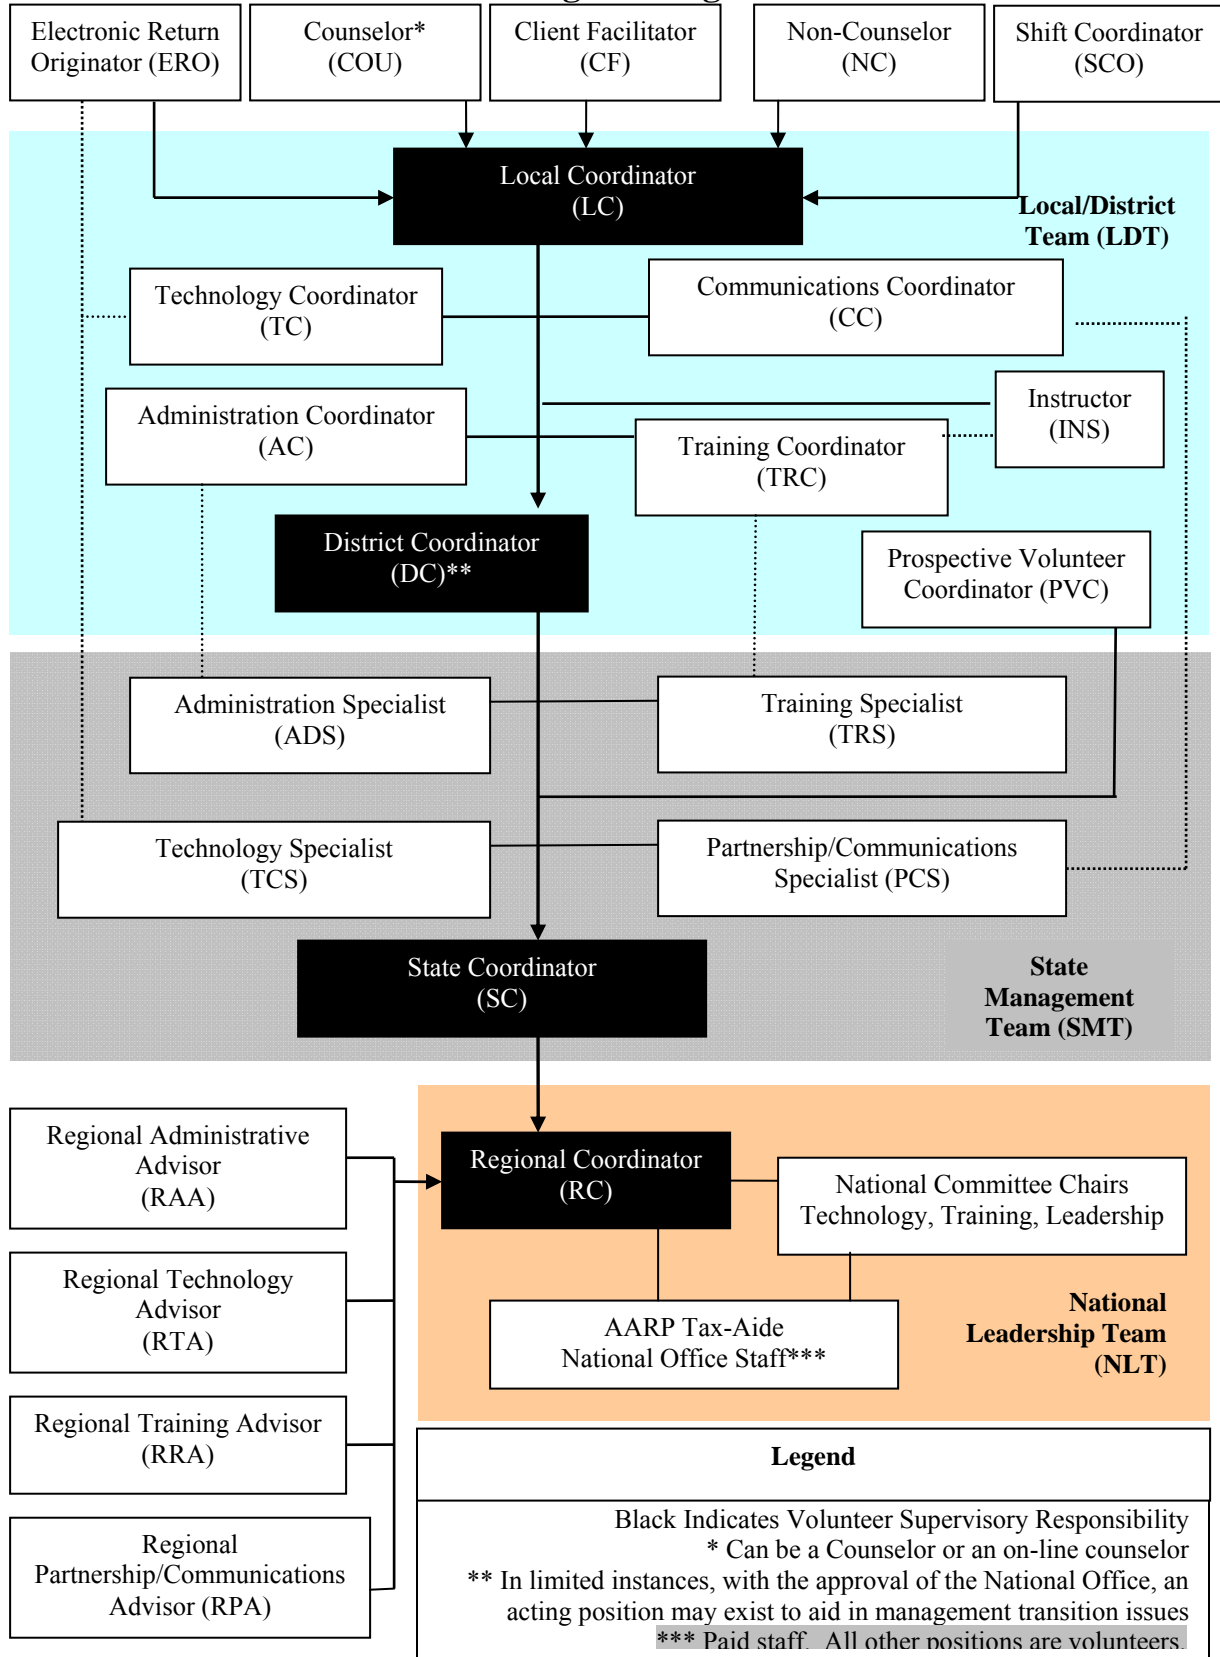 Electronic Return
Originator (ERO)
Counselor*
(COU)
Client Facilitator
(CF)
Non-Counselor
(NC)
Shift Coordinator
(SCO)
Local Coordinator
(LC)
Local/District
Team (LDT)
Technology Coordinator
(TC)
Communications Coordinator
(CC)
Administration Coordinator
(AC)
Training Coordinator
(TRC)
Instructor
(INS)
District Coordinator
(DC)**
Prospective Volunteer
Coordinator (PVC)
Administration Specialist
(ADS)
Training Specialist
(TRS)
Technology Specialist
(TCS)
Partnership/Communications
Specialist (PCS)
State Coordinator
(SC)
State
Management
Team (SMT)
Regional Administrative
Advisor
(RAA)
Regional Coordinator
(RC)
National Committee Chairs
Technology, Training, Leadership
Regional Technology
Advisor
(RTA)
AARP Tax-Aide
National Office Staff***
National
Leadership Team
(NLT)
Regional Training Advisor
(RRA)
Regional
Partnership/Communications
Advisor (RPA)
Legend
Black Indicates Volunteer Supervisory Responsibility
* Can be a Counselor or an on-line counselor
** In limited instances, with the approval of the National Office, an
acting position may exist to aid in management transition issues
*** Paid staff. All other positions are volunteers.